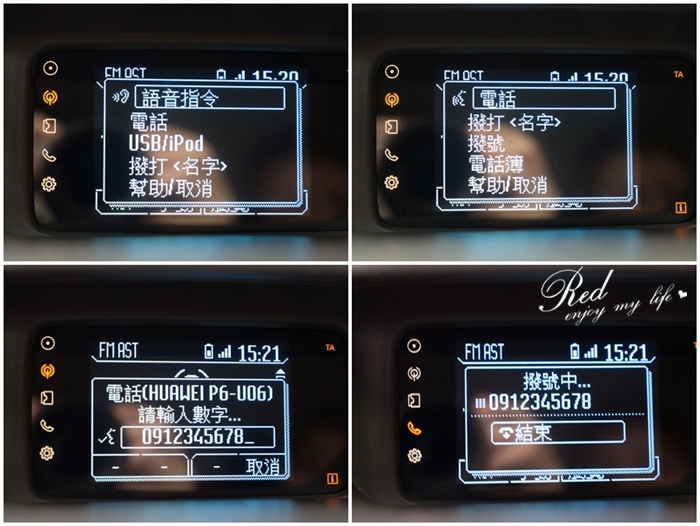 FM AST 15:20
語音指令
電話
USB/iPod
撥打 <名字>
幫助/取消
FM AST 15:20
TA
電話
撥打 <名字>
撥號
電話簿
幫助/取消
i
FM AST 15:21
TA
電話(HUAWEI P6-U06)
請輸入數字...
0912345678_
- - - 取消
i
Red
enjoy my life
FM AST 15:21
撥號中...
0912345678
結束